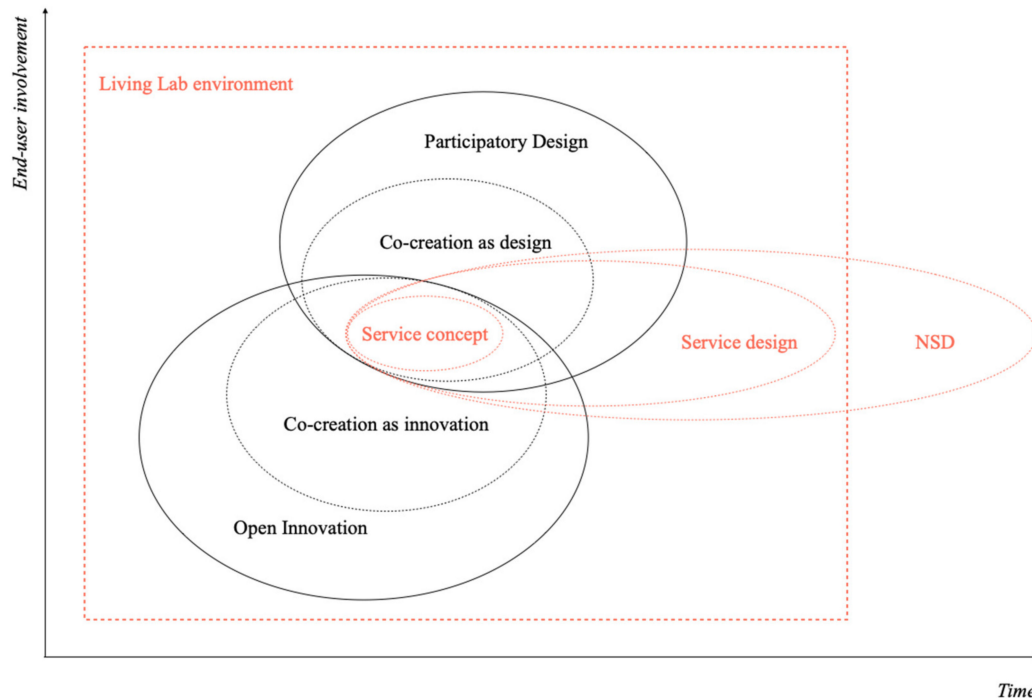 End-user involvement
Living Lab environment
Participatory Design
Co-creation as design
Service concept
Service design
NSD
Co-creation as innovation
Open Innovation
Time